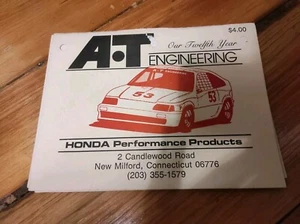 $4.00
A·T
Our Twelfth Year
ENGINEERING
53
53
HONDA Performance Products
2 Candlewood Road
New Milford, Connecticut 06776
(203) 355-1579